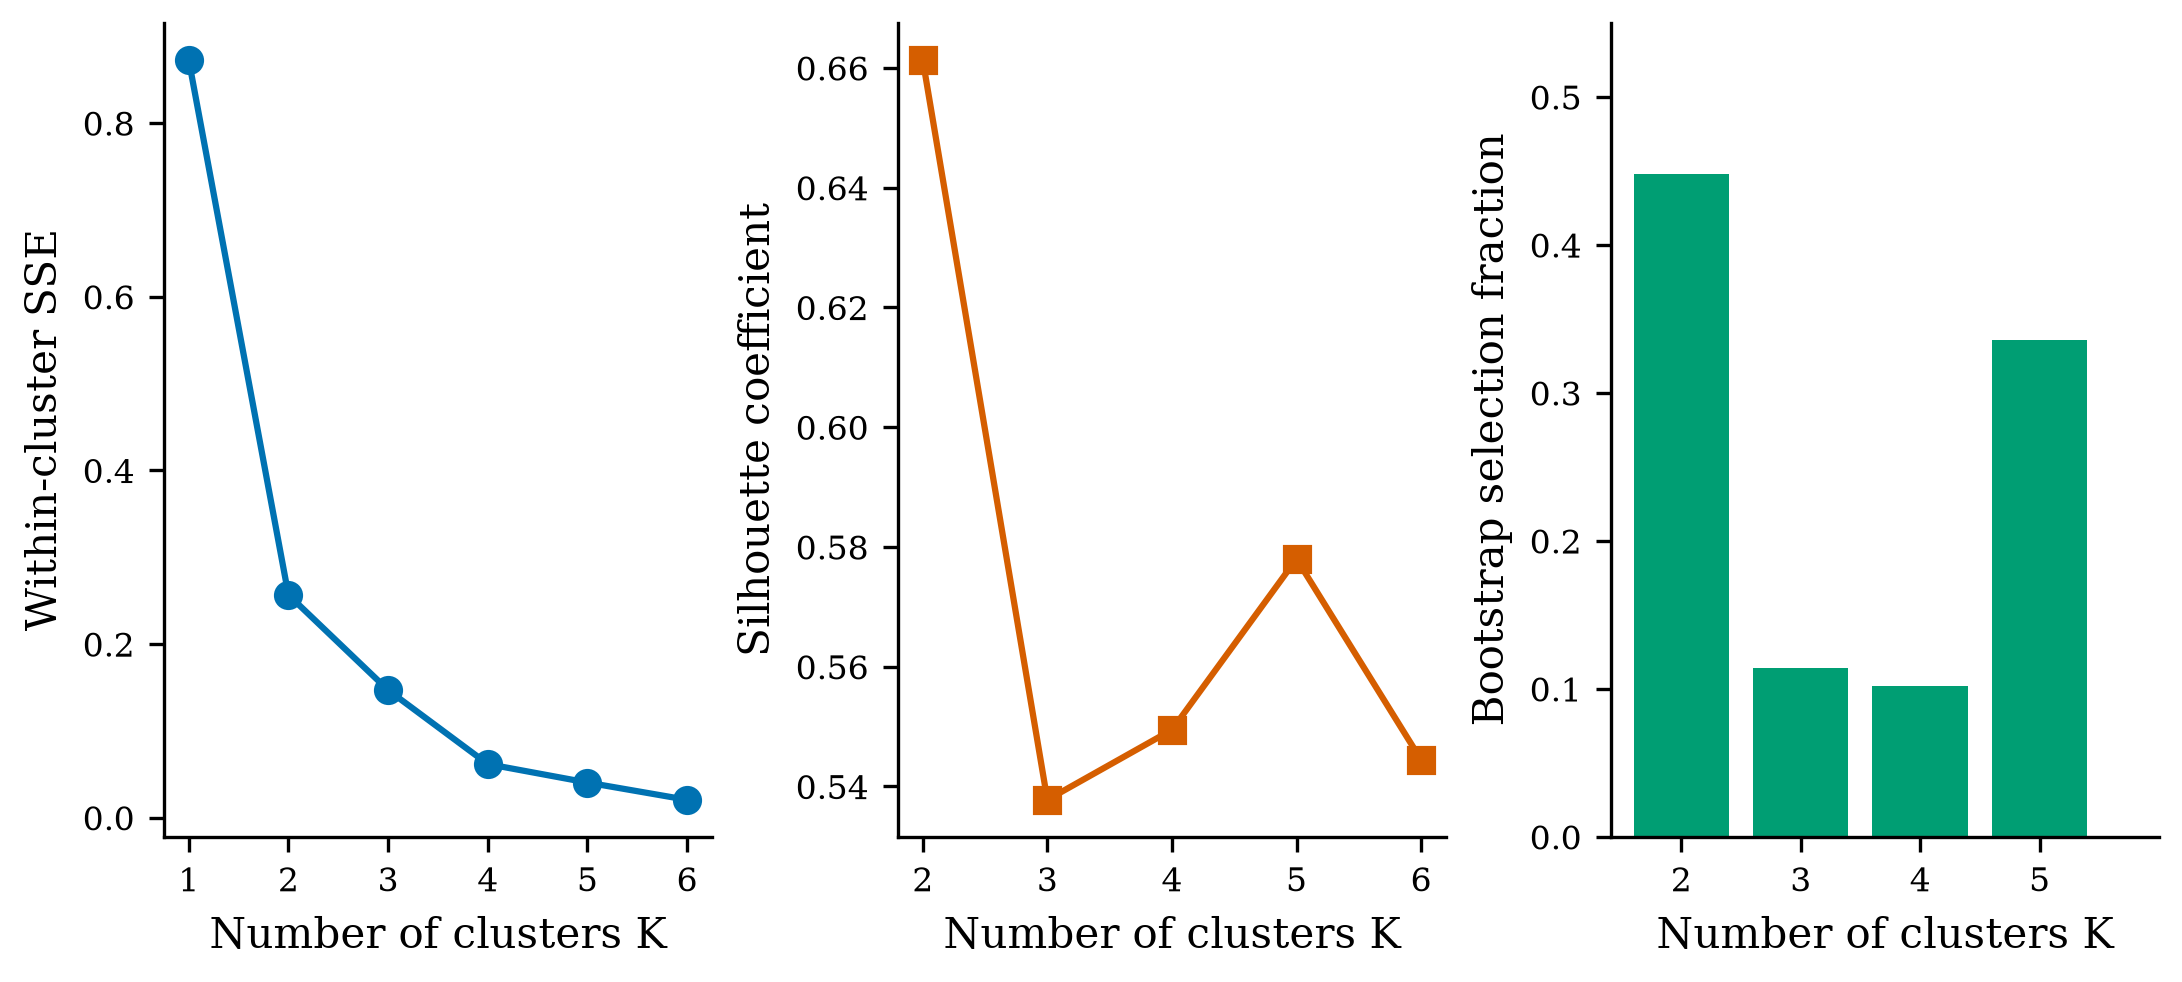 Within-cluster SSE
0.8
0.6
0.4
0.2
0.0
1 2 3 4 5 6
Number of clusters K
Silhouette coefficient
0.66
0.64
0.62
0.60
0.58
0.56
0.54
2 3 4 5 6
Number of clusters K
Bootstrap selection fraction
0.5
0.4
0.3
0.2
0.1
0.0
2 3 4 5
Number of clusters K